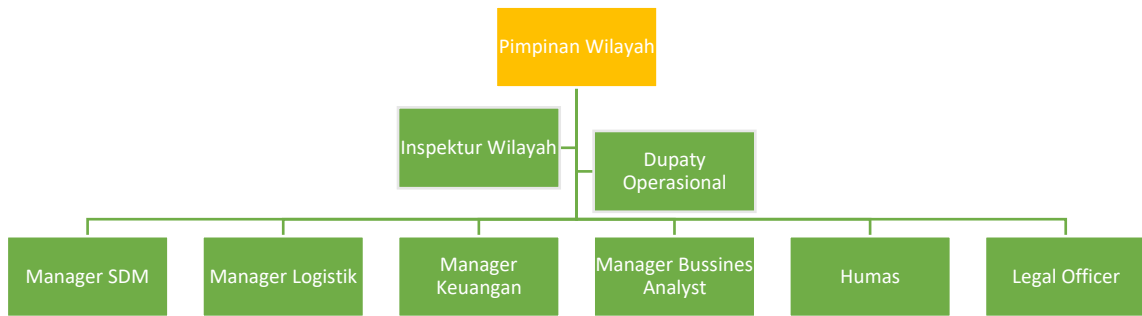 Pimpinan Wilayah
Inspektur Wilayah
Dupaty
Operasional
Manager SDM
Manager Logistik
Manager
Keuangan
Manager Bussines
Analyst
Humas
Legal Officer